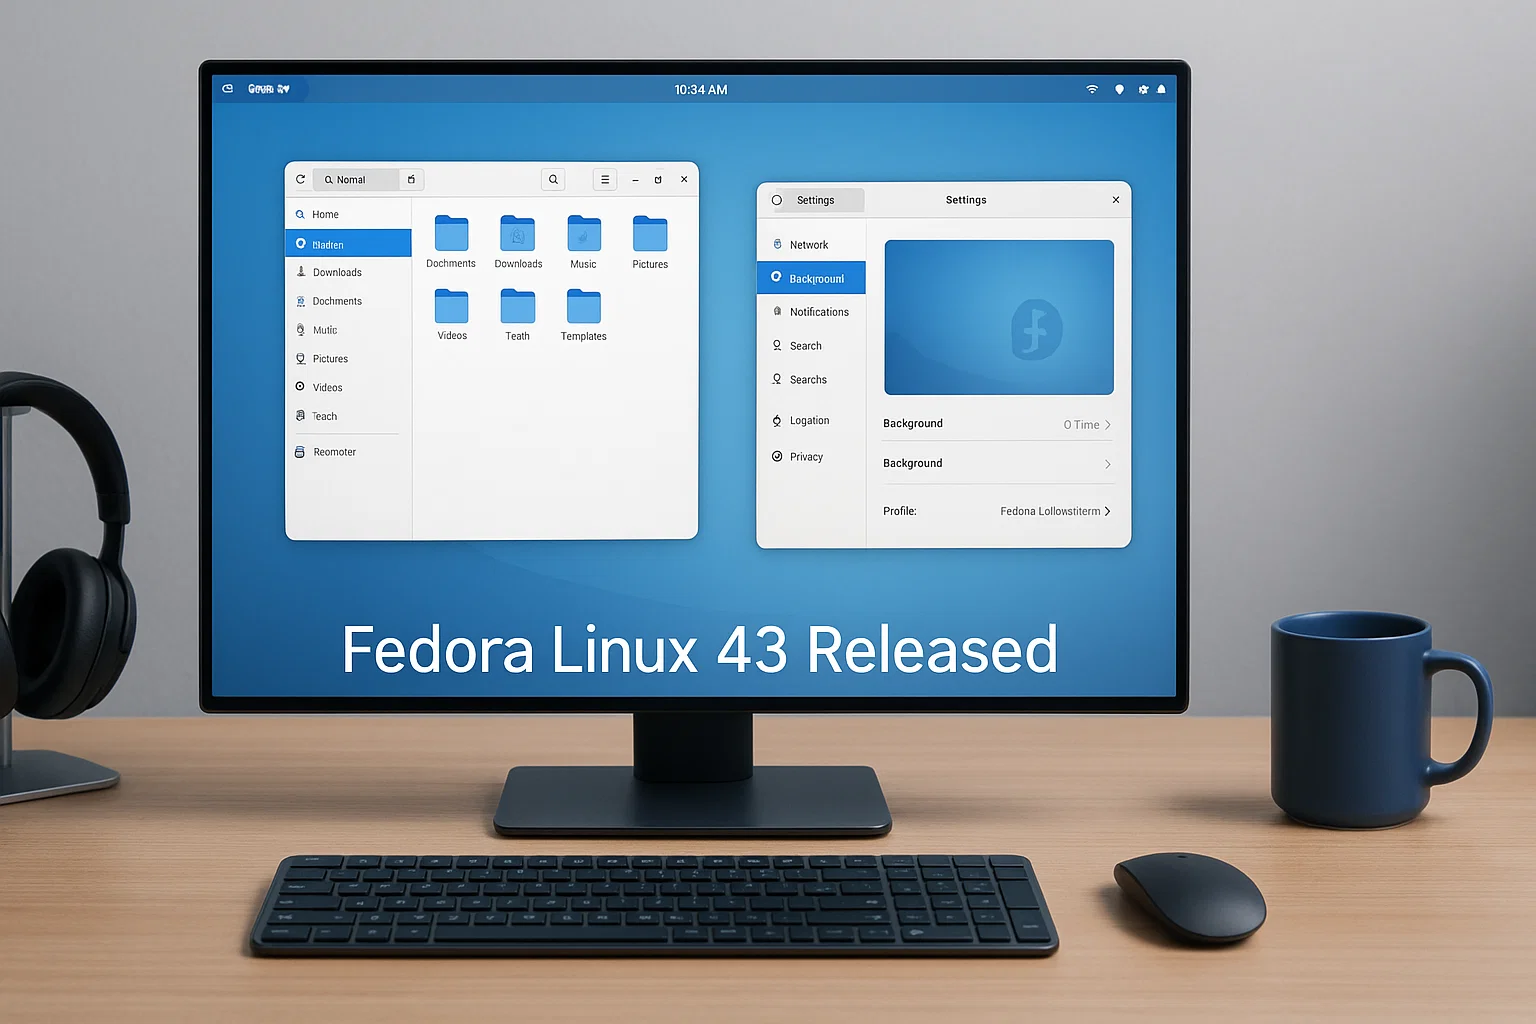 10:34 AM
Nomal
Home
Downloads
Dochments
Mutic
Pictures
Videos
Teach
Reomoter
Dochments
Downloads
Music
Pictures
Videos
Teath
Templates
Settings
Settings
Network
Background
Notifications
Search
Searchs
Logation
Privacy
Background
O Time
Background
Profile:
Fedona Lollowstiterm
Fedora Linux 43 Released